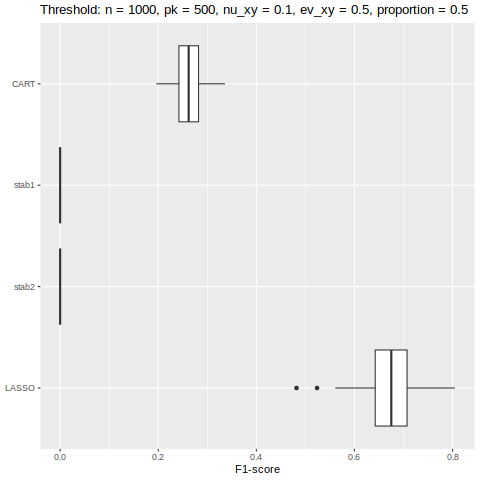 Threshold: n = 1000, pk = 500, nu_xy = 0.1, ev_xy = 0.5, proportion = 0.5
CART
stab1
stab2
LASSO
0.0 0.2 0.4 0.6 0.8
F1-score